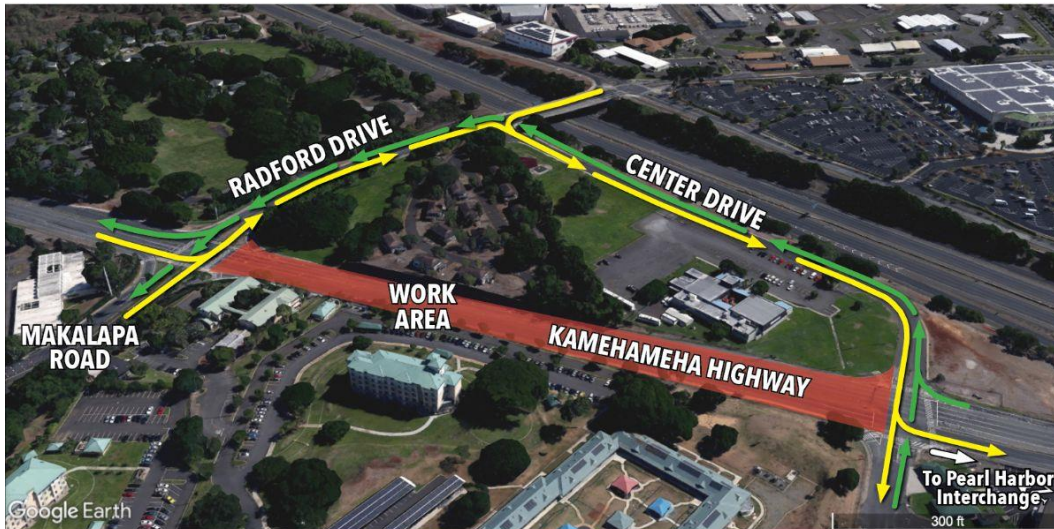 RADFORD DRIVE
CENTER DRIVE
WORK
AREA
KAMEHAMEHA HIGHWAY
MAKALAPA
ROAD
To Pearl Harbor
Interchange
Google Earth
300 ft